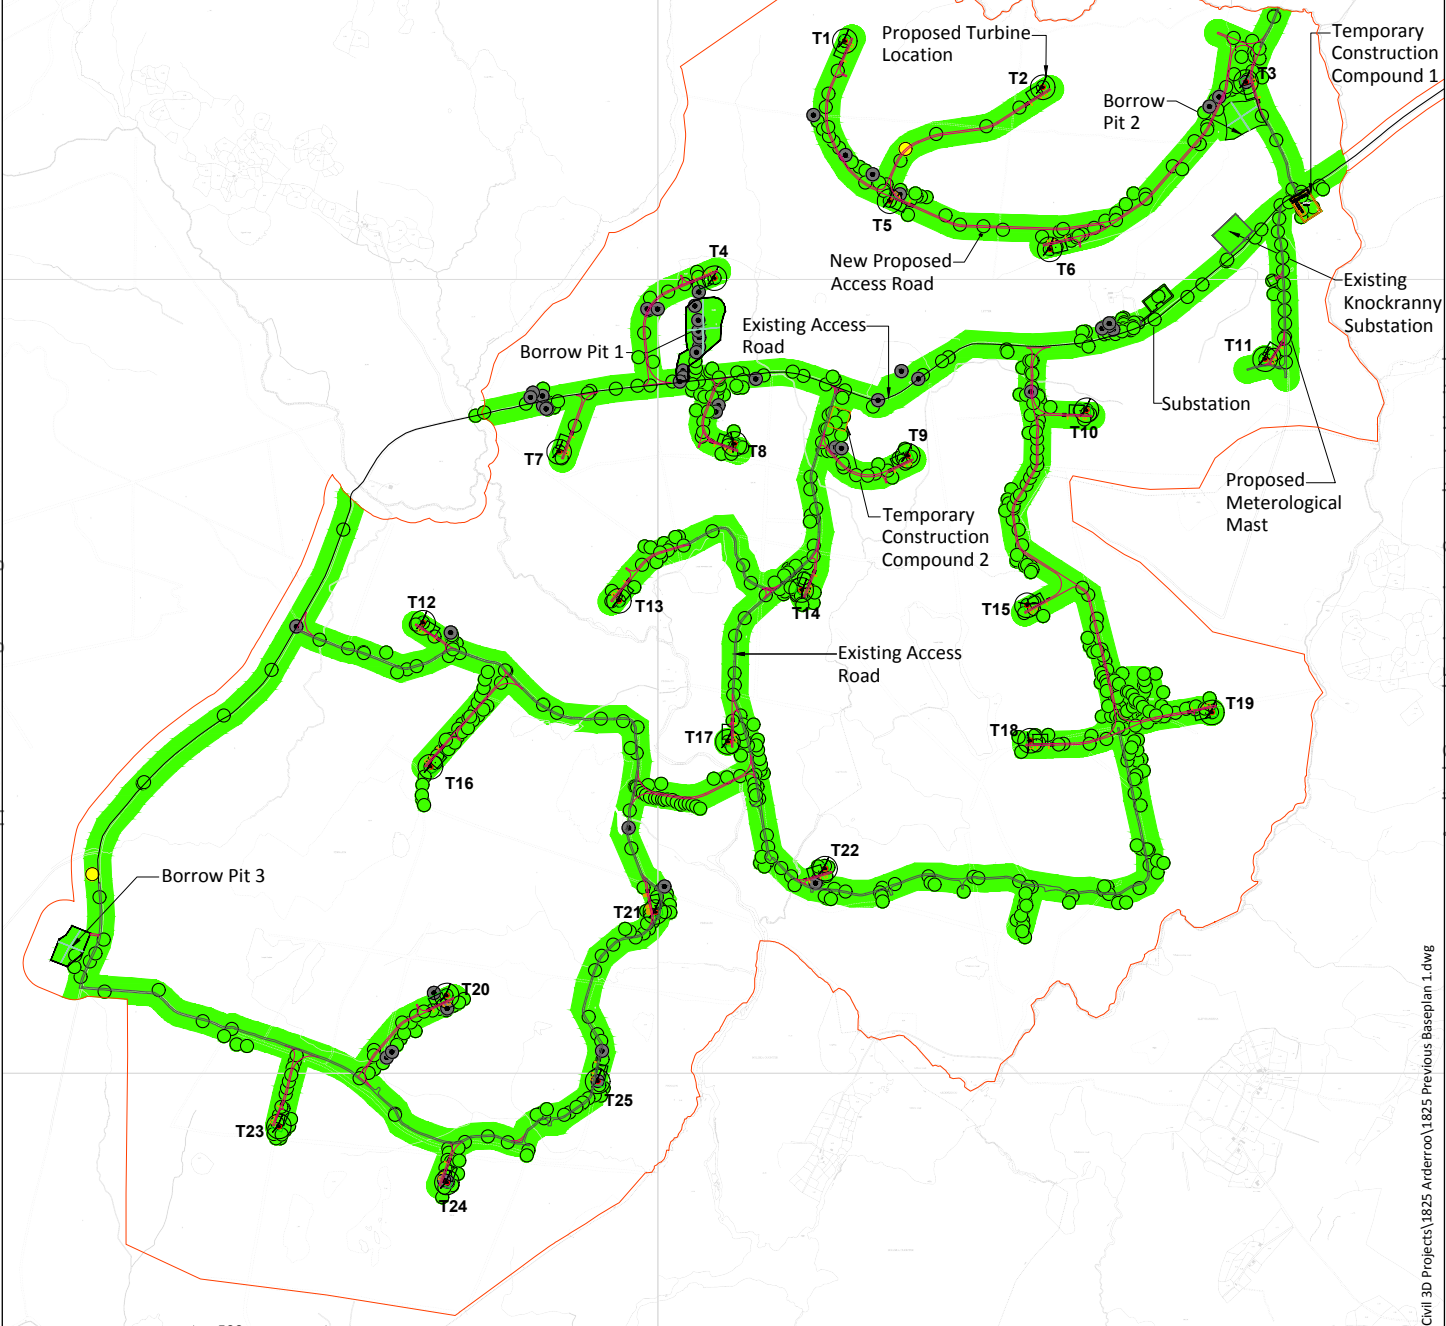 T1
Proposed Turbine
Location
T2
T3
Temporary
Construction
Compound 1
Borrow
Pit 2
T5
T6
T4
New Proposed
Access Road
Existing
Knockranny
Substation
Existing Access
Road
Borrow Pit 1
T11
Substation
T10
T9
T8
T7
Proposed
Meterological
Mast
Temporary
Construction
Compound 2
T12
T13
T14
T15
Existing Access
Road
T19
T18
T17
T16
T22
Borrow Pit 3
T21
T20
T25
T23
T24
Civil 3D Projects\1825 Arderroo\1825 Previous Baseplan 1.dwg